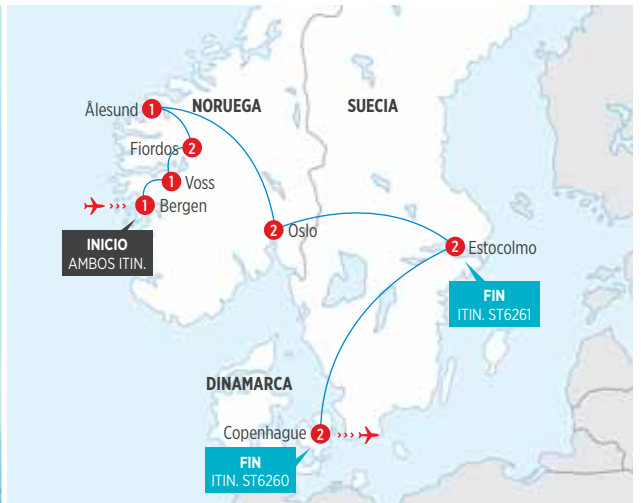 NORUEGA
SUECIA
Ålesund 1
Fiordos 2
1 Voss
1 Bergen
INICIO
AMBOS ITIN.
2 Oslo
2 Estocolmo
FIN
ITIN. ST6261
DINAMARCA
Copenhague 2
FIN
ITIN. ST6260